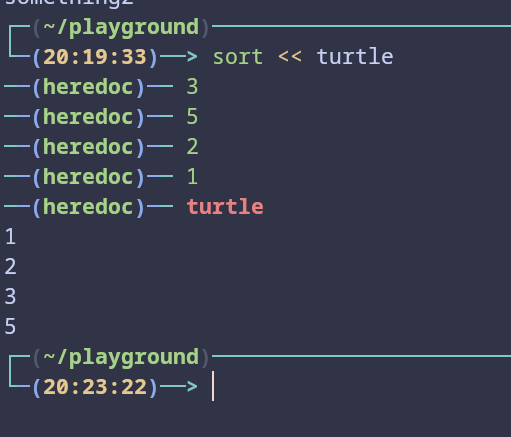 something2
(~/playground)
(20:19:33)──> sort << turtle
(heredoc)── 3
(heredoc)── 5
(heredoc)── 2
(heredoc)── 1
(heredoc)── turtle
1
2
3
5
(~/playground)
(20:23:22)──>